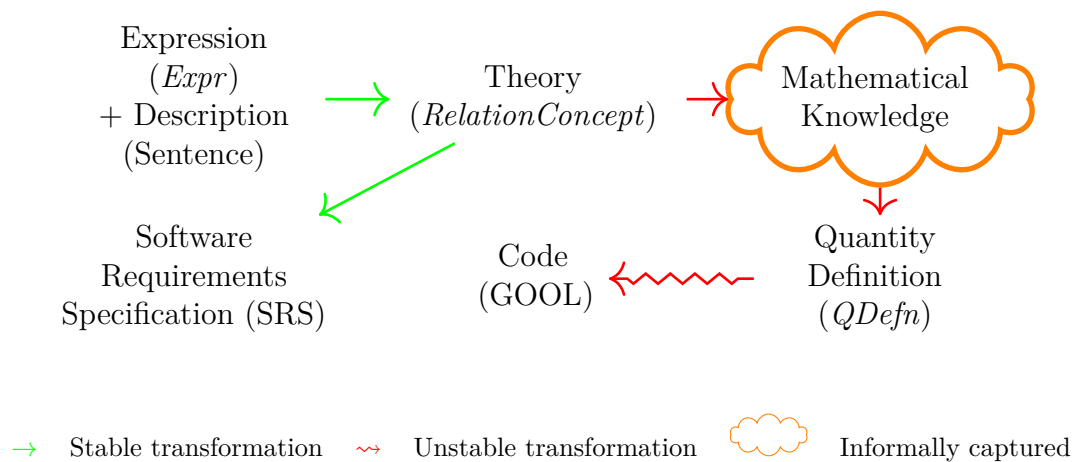 Expression
(Expr)
+ Description
(Sentence)
Theory
(RelationConcept)
Mathematical
Knowledge
Software
Requirements
Specification (SRS)
Code
(GOOL)
Quantity
Definition
(QDefn)
Stable transformation
Unstable transformation
Informally captured